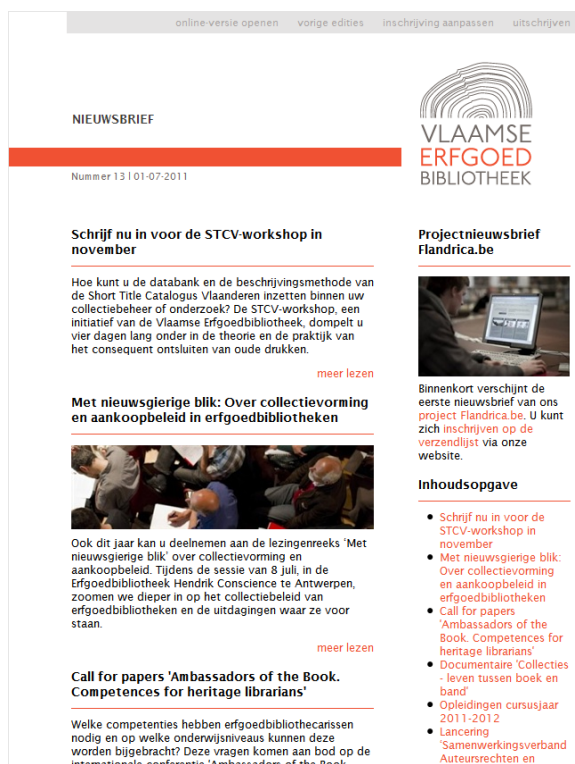 online-versie openen vorige edities inschrijving aanpassen uitschrijven
NIEUWSBRIEF
VLAAMSE
ERFGOED
BIBLIOTHEEK
Nummer 13 | 01-07-2011
Schrijf nu in voor de STCV-workshop in
november
Hoe kunt u de databank en de beschrijvingsmethode van
de Short Title Catalogus Vlaanderen inzetten binnen uw
collectiebeheer of onderzoek? De STCV-workshop, een
initiatief van de Vlaamse Erfgoedbibliotheek, dompelt u
vier dagen lang onder in de theorie en de praktijk van
het consequent ontsluiten van oude drukken.
meer lezen
Met nieuwsgierige blik: Over collectievorming
en aankoopbeleid in erfgoedbibliotheken
Ook dit jaar kan u deelnemen aan de lezingenreeks ‘Met
nieuwsgierige blik’ over collectievorming en
aankoopbeleid. Tijdens de sessie van 8 juli, in de
Erfgoedbibliotheek Hendrik Conscience te Antwerpen,
zoomen we dieper in op het collectiebeleid van
erfgoedbibliotheken en de uitdagingen waar ze voor
staan.
meer lezen
Call for papers 'Ambassadors of the Book.
Competences for heritage librarians'
Welke competenties hebben erfgoedbibliothecarissen
nodig en op welke onderwijsniveaus kunnen deze
worden bijgebracht? Deze vragen komen aan bod op de
internationale conferentie 'Ambassadors of the Book.
Projectnieuwsbrief
Flandrica.be
Binnenkort verschijnt de
eerste nieuwsbrief van ons
project Flandrica.be. U kunt
zich inschrijven op de
verzendlijst via onze
website.
Inhoudsopgave
Schrijf nu in voor de
STCV-workshop in
november
Met nieuwsgierige blik:
Over collectievorming
en aankoopbeleid in
erfgoedbibliotheken
Call for papers
'Ambassadors of the
Book. Competences for
heritage librarians'
Documentaire 'Collecties
- leven tussen boek en
band'
Opleidingen cursusjaar
2011-2012
Lancering
'Samenwerkingsverband
Auteursrechten en